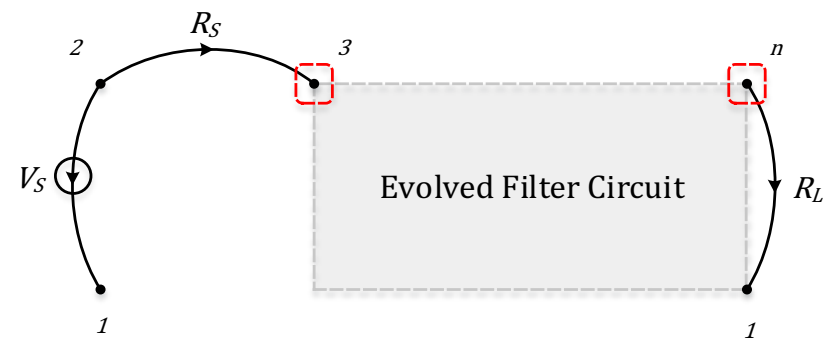 R_S
2
3
n
V_S
Evolved Filter Circuit
R_L
1
1